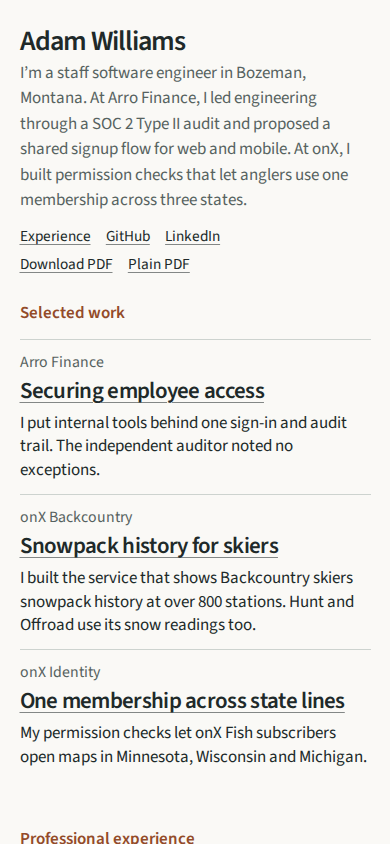 Adam Williams
I'm a staff software engineer in Bozeman,
Montana. At Arro Finance, I led engineering
through a SOC 2 Type II audit and proposed a
shared signup flow for web and mobile. At onX, I
built permission checks that let anglers use one
membership across three states.
Experience GitHub LinkedIn
Download PDF Plain PDF
Selected work
Arro Finance
Securing employee access
I put internal tools behind one sign-in and audit
trail. The independent auditor noted no
exceptions.
onX Backcountry
Snowpack history for skiers
I built the service that shows Backcountry skiers
snowpack history at over 800 stations. Hunt and
Offroad use its snow readings too.
onX Identity
One membership across state lines
My permission checks let onX Fish subscribers
open maps in Minnesota, Wisconsin and Michigan.
Professional experience